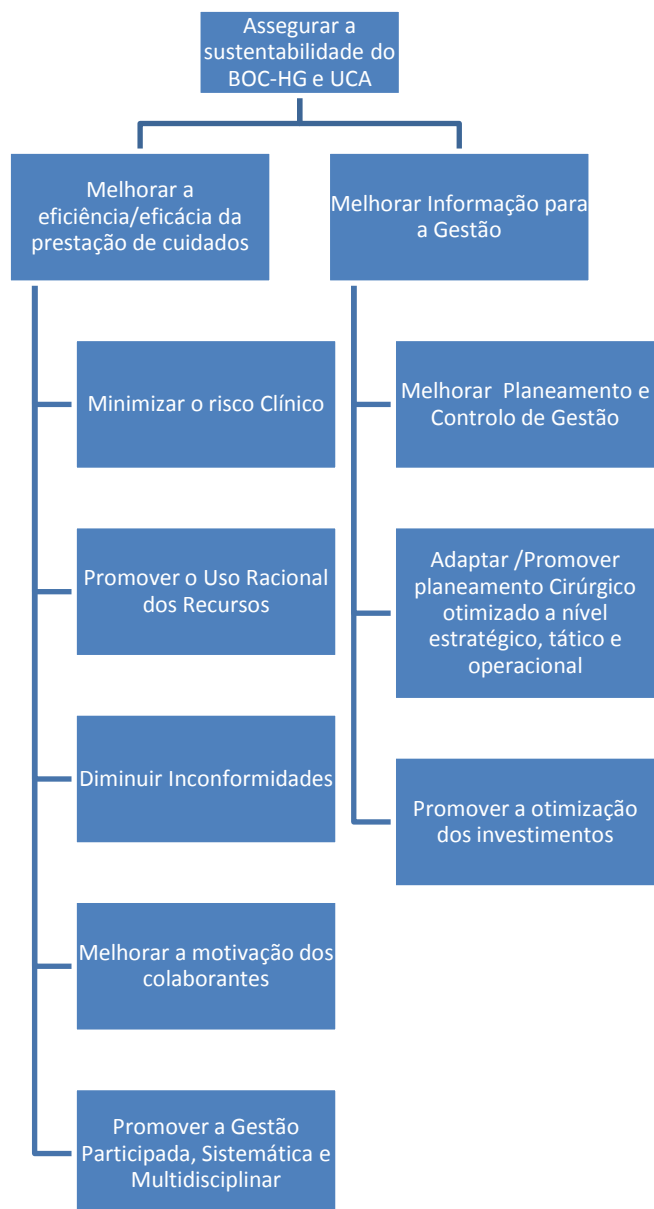 Assegurar a
sustentabilidade do
BOC-HG e UCA
Melhorar a
eficiência/eficácia da
prestação de cuidados
Melhorar Informação para
a Gestão
Minimizar o risco Clínico
Promover o Uso Racional
dos Recursos
Diminuir Inconformidades
Melhorar a motivação dos
colaborantes
Promover a Gestão
Participada, Sistemática e
Multidisciplinar
Melhorar Planeamento e
Controlo de Gestão
Adaptar /Promover
planeamento Cirúrgico
otimizado a nível
estratégico, tático e
operacional
Promover a otimização
dos investimentos